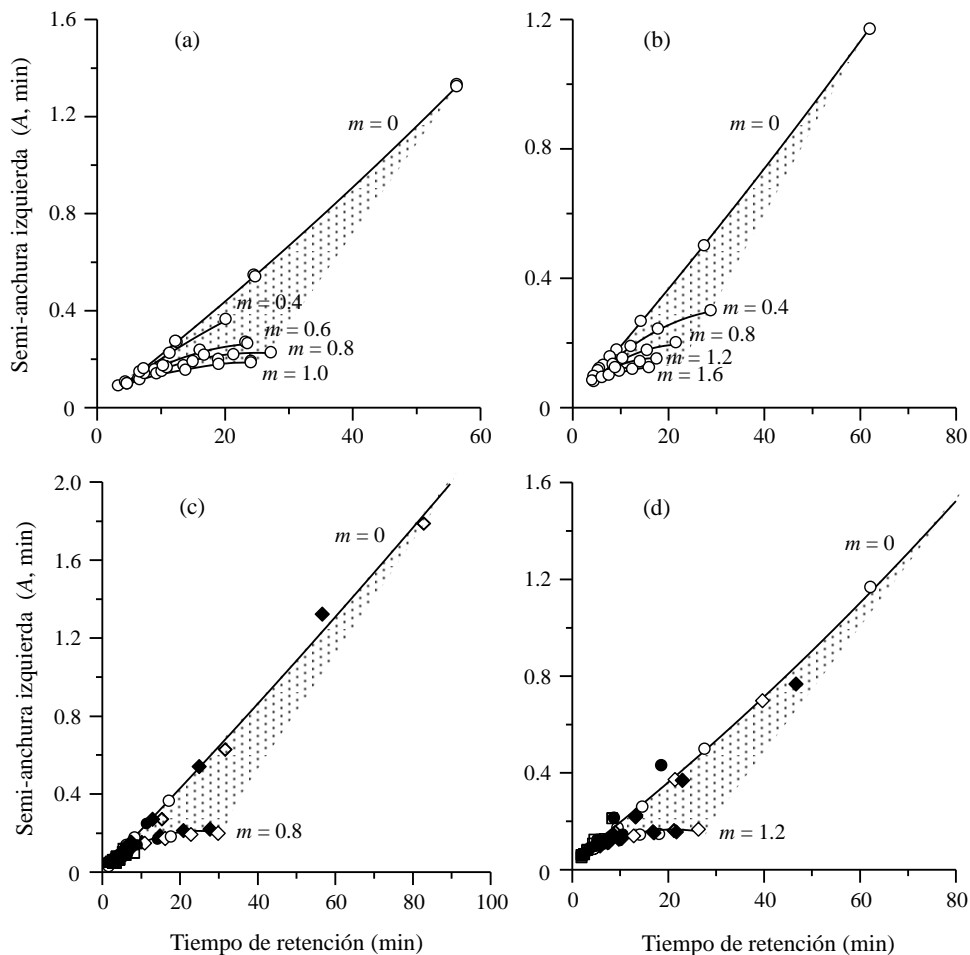 1.6
1.2
0.8
0.4
0
0
20
40
60
(a)
m = 0
m = 0.4
m = 0.6
m = 0.8
m = 1.0
Semi-anchura izquierda (A, min)
1.2
0.8
0.4
0
0
20
40
60
80
(b)
m = 0
m = 0.4
m = 0.8
m = 1.2
m = 1.6
2.0
1.6
1.2
0.8
0.4
0
0
20
40
60
80
100
(c)
m = 0
m = 0.8
Semi-anchura izquierda (A, min)
Tiempo de retención (min)
1.6
1.2
0.8
0.4
0
0
20
40
60
80
(d)
m = 0
m = 1.2
Tiempo de retención (min)